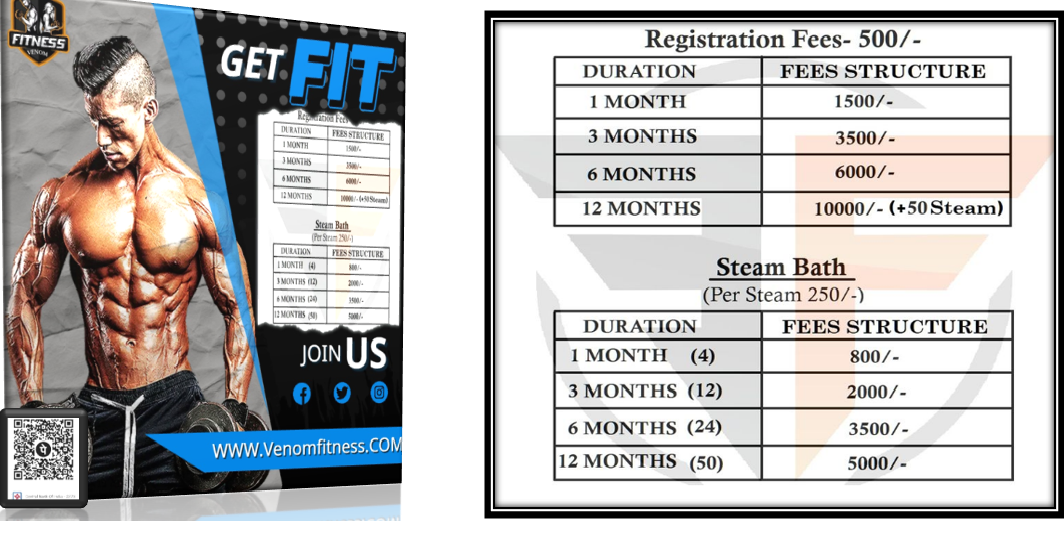 FITNESS
VENOM
GET FIT
Registration Fees
DURATION FEES STRUCTURE
1 MONTH 1500/-
3 MONTHS 3500/-
6 MONTHS 6000/-
12 MONTHS 10000/- (+50 Steam)
Steam Bath
(Per Steam 250/-)
DURATION FEES STRUCTURE
1 MONTH (4) 800/-
3 MONTHS (12) 2000/-
6 MONTHS (24) 3500/-
12 MONTHS (50) 5000/-
JOIN US
WWW.Venomfitness.COM
Registration Fees- 500/-
DURATION FEES STRUCTURE
1 MONTH 1500/-
3 MONTHS 3500/-
6 MONTHS 6000/-
12 MONTHS 10000/- (+50 Steam)
Steam Bath
(Per Steam 250/-)
DURATION FEES STRUCTURE
1 MONTH (4) 800/-
3 MONTHS (12) 2000/-
6 MONTHS (24) 3500/-
12 MONTHS (50) 5000/-